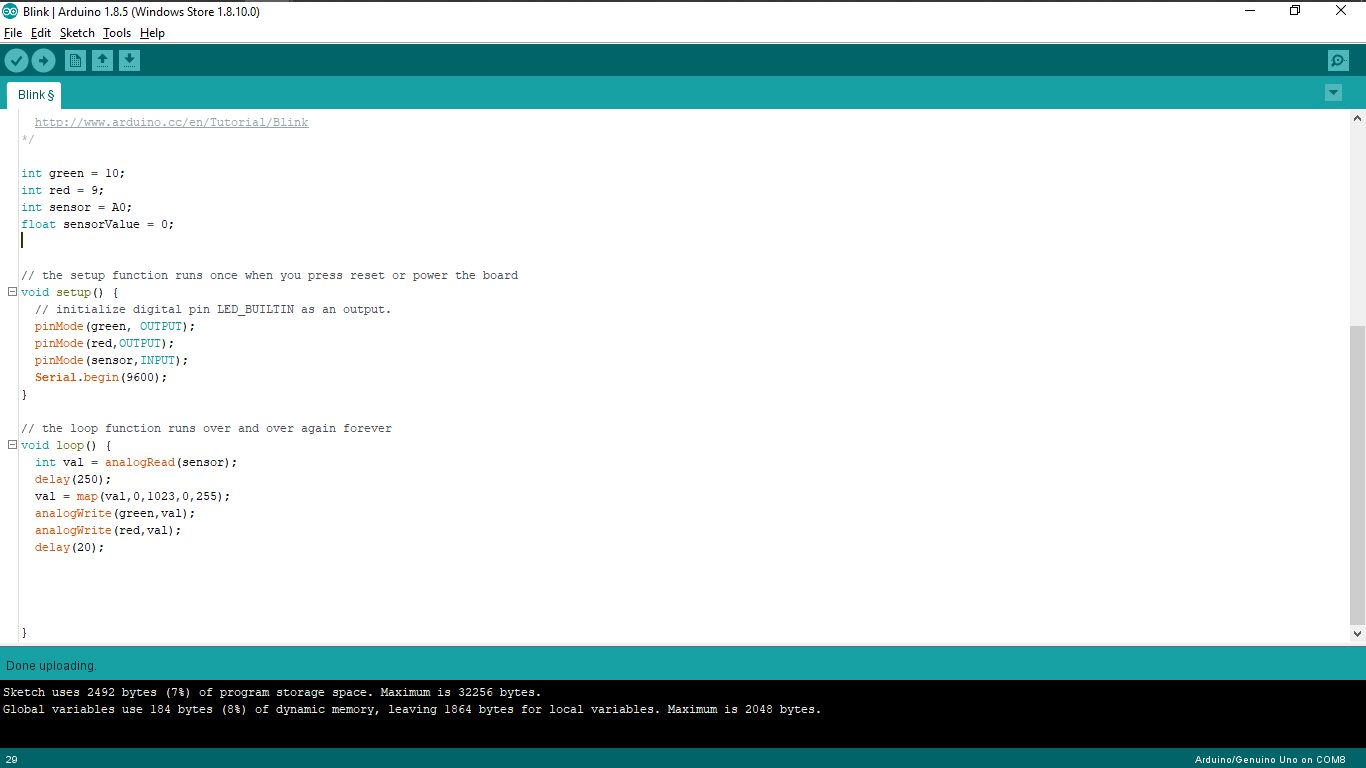 Blink | Arduino 1.8.5 (Windows Store 1.8.10.0)
File Edit Sketch Tools Help
Blink §
http://www.arduino.cc/en/Tutorial/Blink
*/
int green = 10;
int red = 9;
int sensor = A0;
float sensorValue = 0;
// the setup function runs once when you press reset or power the board
void setup() {
// initialize digital pin LED_BUILTIN as an output.
pinMode(green, OUTPUT);
pinMode(red,OUTPUT);
pinMode(sensor,INPUT);
Serial.begin(9600);
}
// the loop function runs over and over again forever
void loop() {
int val = analogRead(sensor);
delay(250);
val = map(val,0,1023,0,255);
analogWrite(green,val);
analogWrite(red,val);
delay(20);
}
Done uploading.
Sketch uses 2492 bytes (7%) of program storage space. Maximum is 32256 bytes.
Global variables use 184 bytes (8%) of dynamic memory, leaving 1864 bytes for local variables. Maximum is 2048 bytes.
29 Arduino/Genuino Uno on COM8